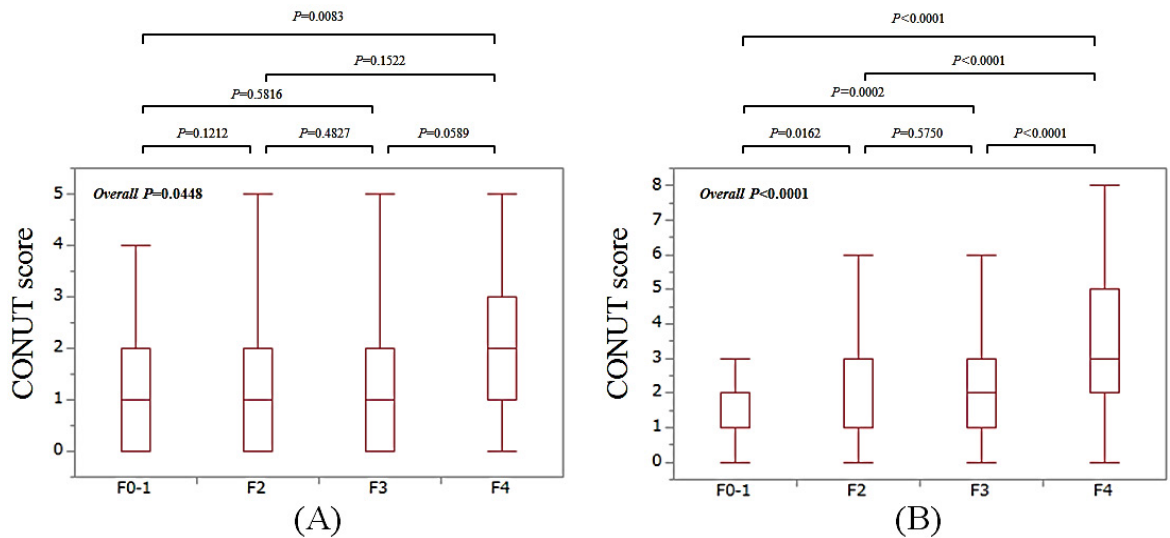 P=0.0083
P=0.1522
P=0.5816
P=0.1212 P=0.4827 P=0.0589
Overall P=0.0448
CONUT score
5
4
3
2
1
0
F0-1 F2 F3 F4
(A)
P<0.0001
P<0.0001
P=0.0002
P=0.0162 P=0.5750 P<0.0001
Overall P<0.0001
CONUT score
8
7
6
5
4
3
2
1
0
F0-1 F2 F3 F4
(B)